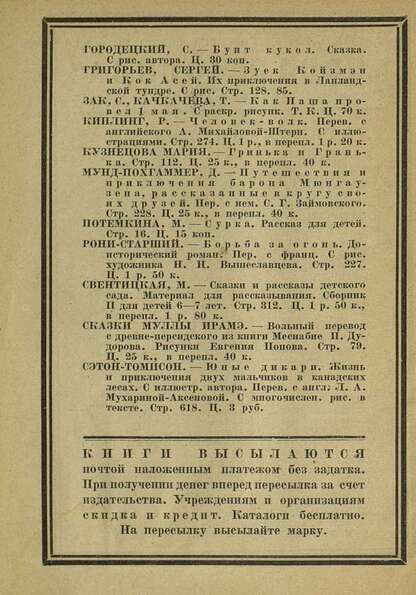 ГОРОДЕЦКИЙ, С. — Бунт кукол. Сказка.
С рис. автора. Ц. 30 коп.
ГРИГОРЬЕВ, СЕРГЕЙ. — Зуек Койзман
и Кок Асей. Их приключения в Лапланд-
ской тундре. С рис. Стр. 128. 85.
ЗАК, С., КАЧКАЧЕВА, Т. — Как Паша про-
вел 1 мая. С раскр. рисунк. Т. К. Ц. 70 к.
КИПЛИНГ, Р. — Человек-волк. Перев. с
английского А. Михайловой-Штерн. С иллю-
страциями. Стр. 274. Ц. 1 р., в перепл. 1 р. 20 к.
КУЗНЕЦОВА МАРИЯ. — Гринька и Грань-
ка. Стр. 112. Ц. 25 к., в перепл. 40 к.
МУНД-ПОХГАММЕР, Д. — Путешествия и
приключения барона Мюнгау-
зена, рассказанные в кругу сво-
их друзей. Пер. с нем. С. Г. Займовского.
Стр. 228. Ц. 25 к., в перепл. 40 к.
ПОТЕМКИНА, М. — Сурка. Рассказ для детей.
Стр. 16. Ц. 15 коп.
РОНИ-СТАРШИЙ. — Борьба за огонь. До-
исторический роман. Пер. с франц. С рис.
художника Н. Н. Вышеславцева. Стр. 227.
Ц. 1 р. 50 к.
СВЕНТИЦКАЯ, М. — Сказки и рассказы детского
сада. Материал для рассказывания. Сборник
II для детей 6—7 лет. Стр. 312. Ц. 1 р. 50 к.,
в перепл. 1 р. 80 к.
СКАЗКИ МУЛЛЫ ИРАМЭ. — Вольный перевод
с древне-персидского из книги Меснабие П. Ду-
дорова. Рисунки Евгения Попова. Стр. 79.
Ц. 25 к., в перепл. 40 к.
СЭТОН-ТОМПСОН. — Юные дикари. Жизнь
и приключения двух мальчиков в канадских
лесах. С иллюстр. автора. Перев. с англ. Л. А.
Мухариной-Аксеновой. С многочислен. рис. в
тексте. Стр. 618. Ц. 3 руб.
КНИГИ ВЫСЫЛАЮТСЯ
почтой наложенным платежом без задатка.
При получении денег вперед пересылка за счет
издательства. Учреждениям и организациям
скидка и кредит. Каталоги бесплатно.
На пересылку высылайте марку.